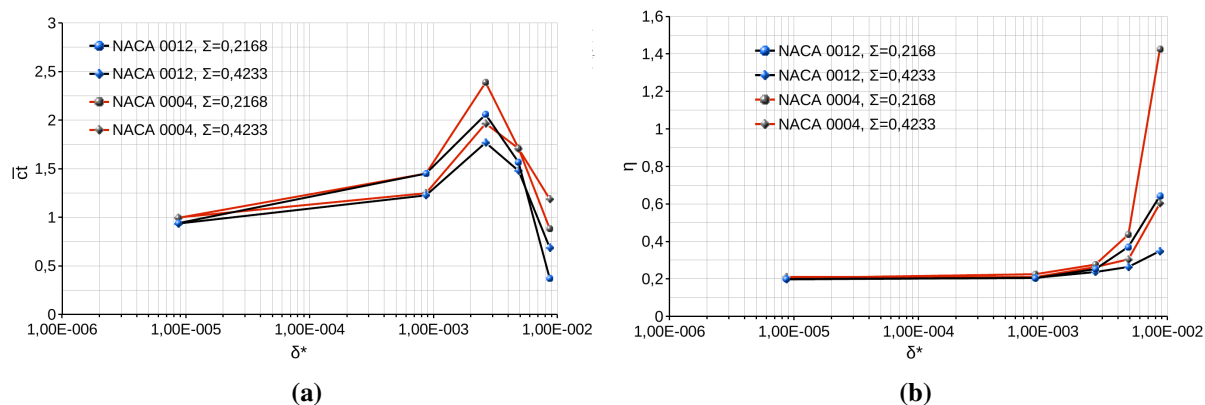 3
2,5
2
1,5
1
0,5
0
c̅t
NACA 0012, Σ=0,2168
NACA 0012, Σ=0,4233
NACA 0004, Σ=0,2168
NACA 0004, Σ=0,4233
1,00E-006 1,00E-005 1,00E-004 1,00E-003 1,00E-002
δ*
(a)
1,6
1,4
1,2
1
0,8
0,6
0,4
0,2
0
η
NACA 0012, Σ=0,2168
NACA 0012, Σ=0,4233
NACA 0004, Σ=0,2168
NACA 0004, Σ=0,4233
1,00E-006 1,00E-005 1,00E-004 1,00E-003 1,00E-002
δ*
(b)